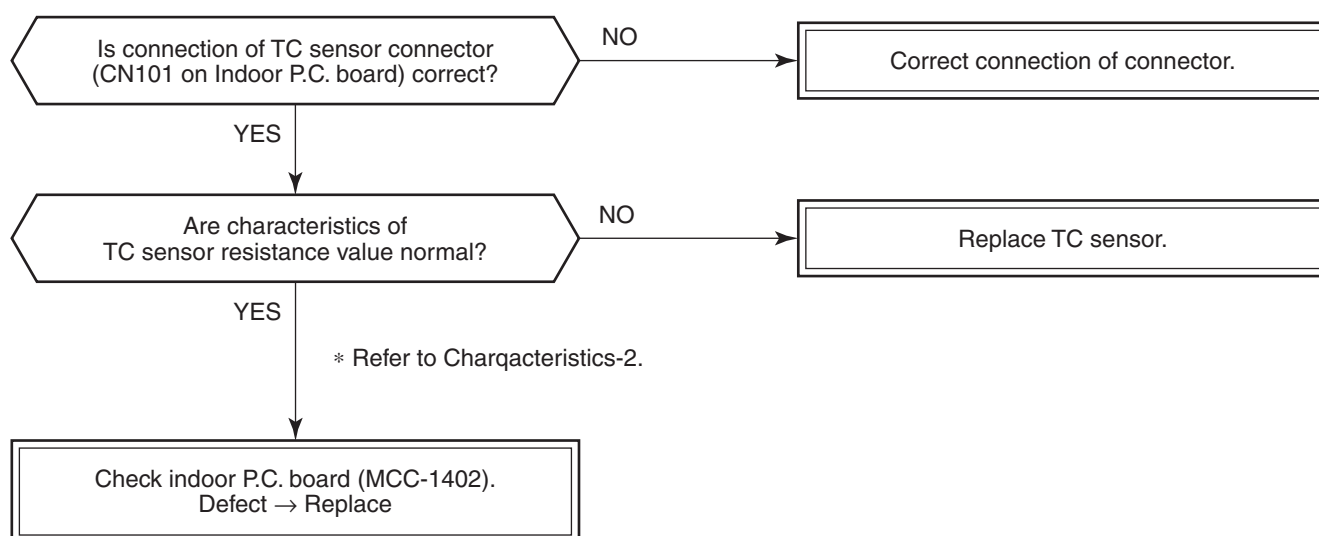 Is connection of TC sensor connector
(CN101 on Indoor P.C. board) correct?
NO
Correct connection of connector.
YES
Are characteristics of
TC sensor resistance value normal?
NO
Replace TC sensor.
YES
* Refer to Charqacteristics-2.
Check indoor P.C. board (MCC-1402).
Defect → Replace